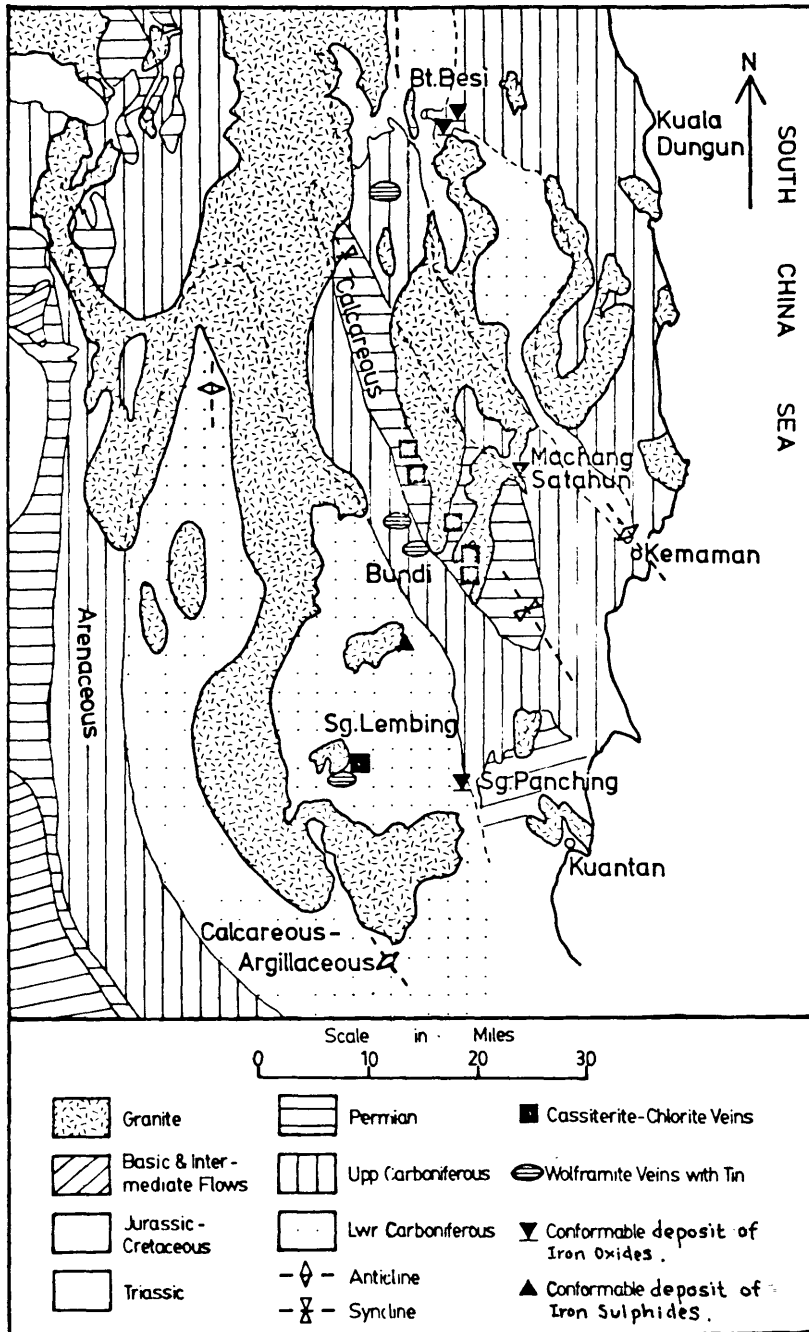 Bt. Besi
N
Kuala
Dungun
SOUTH
CHINA
SEA
Calcareous
Machang
Satahun
Kemaman
Bundi
Arenaceous
Sg. Lembing
Sg. Panching
Kuantan
Calcareous-
Argillaceous
Scale in Miles
0 10 20 30
Granite
Basic & Inter-
mediate Flows
Jurassic-
Cretaceous
Triassic
Permian
Upp Carboniferous
Lwr Carboniferous
Anticline
Syncline
Cassiterite-Chlorite Veins
Wolframite Veins with Tin
Conformable deposit of
Iron Oxides.
Conformable deposit of
Iron Sulphides.